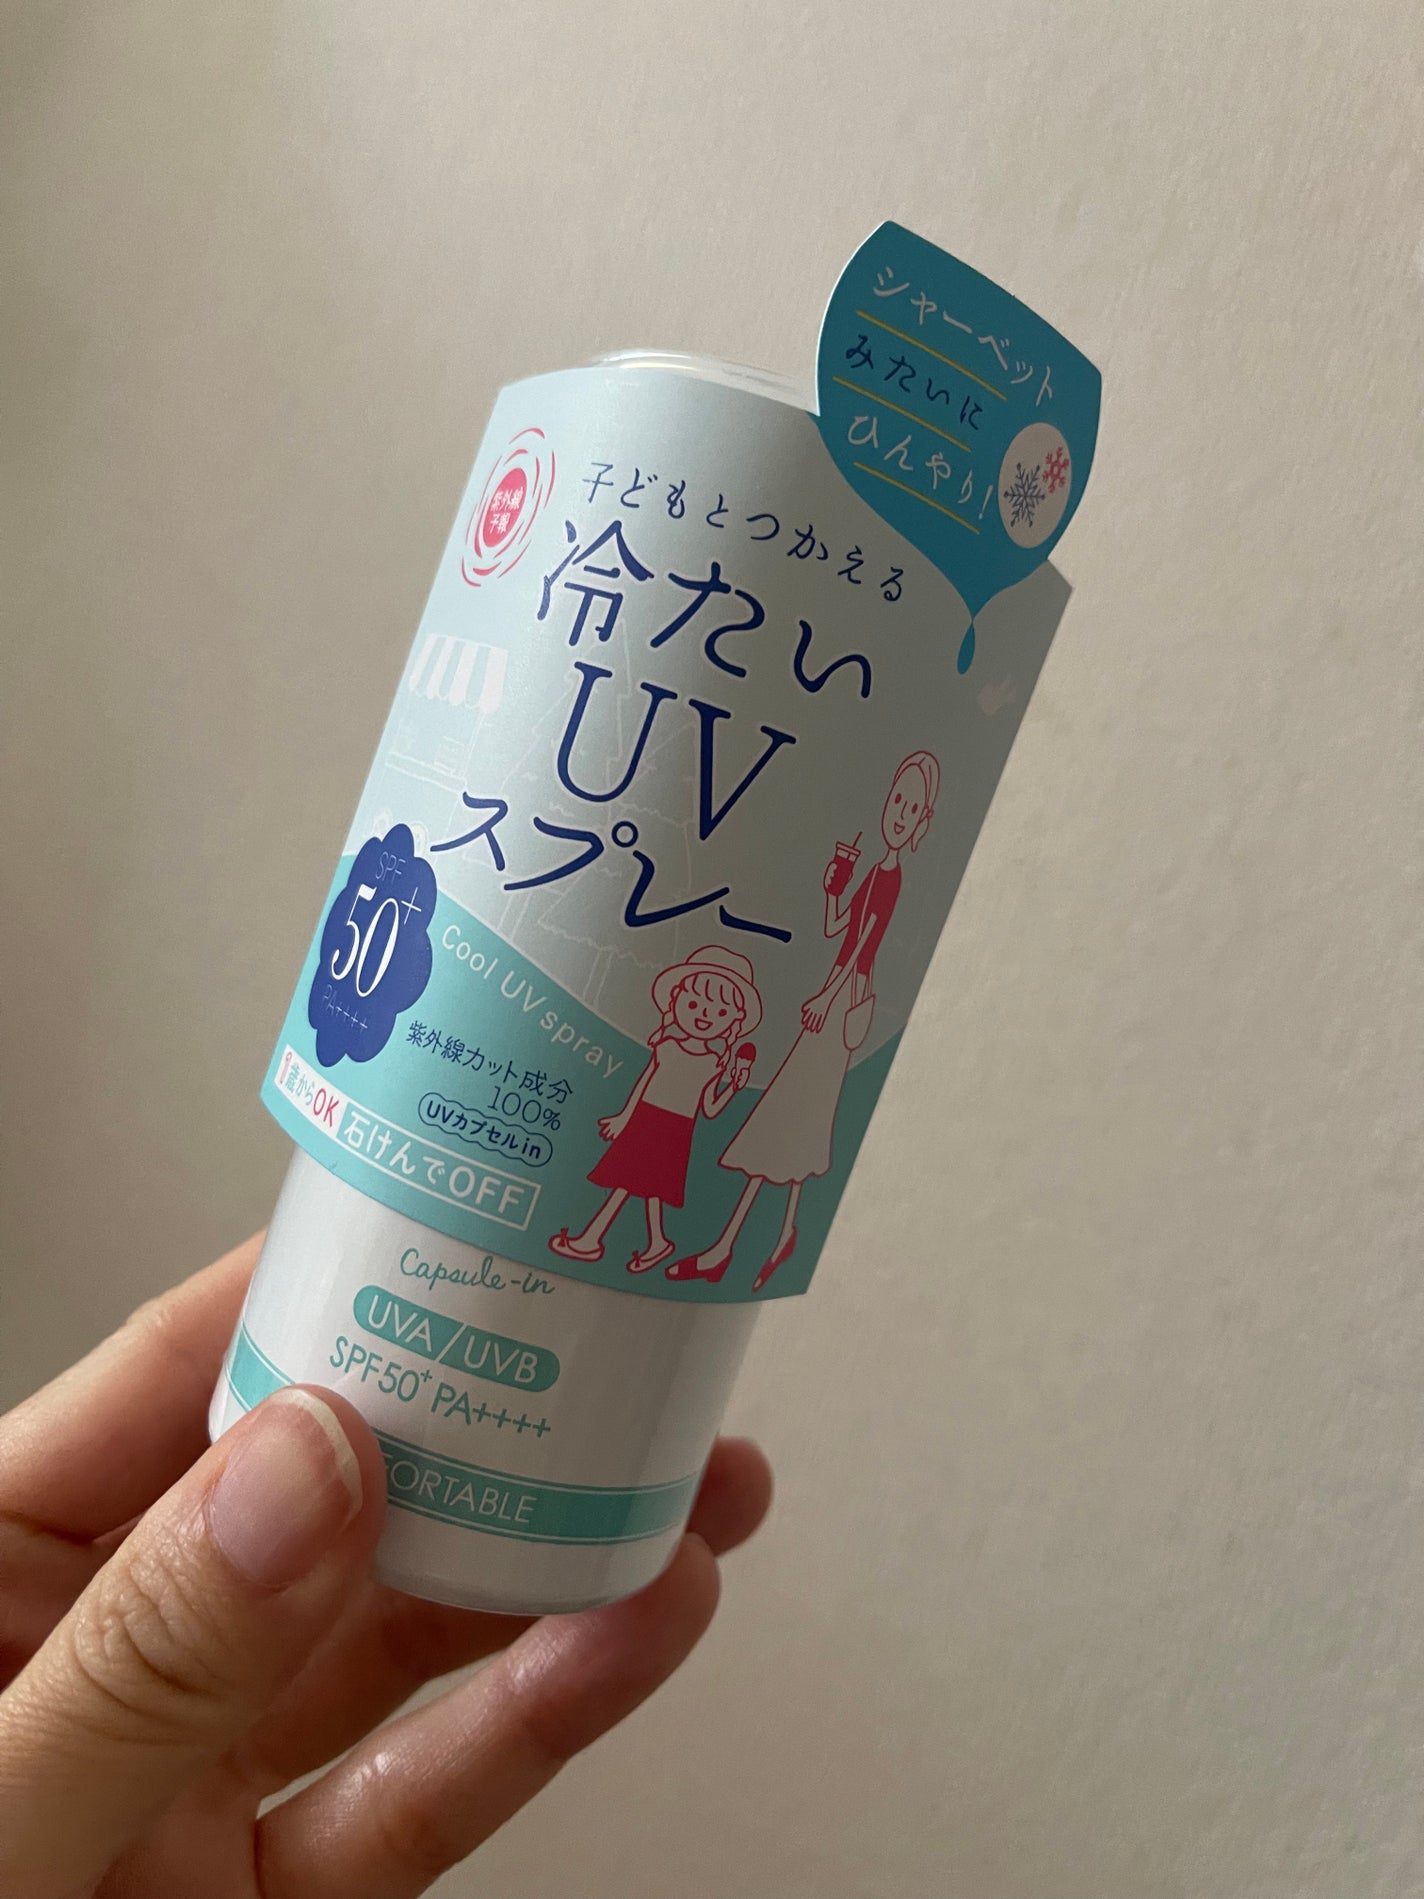 シャーベット
みたいに
ひんやり!
紫外線
予報
子どもとつかえる
冷たい
UV
スプレー
SPF
50+
PA++++
Cool UV spray
紫外線カット成分
100%
UVカプセルin
1歳からOK
石けんでOFF
Capsule-in
UVA/UVB
SPF50+ PA++++
FORTABLE